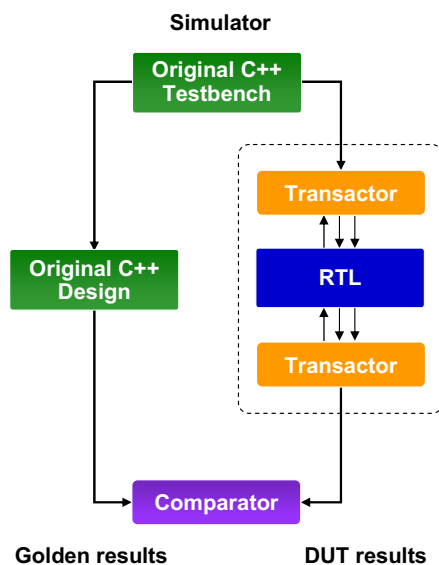 Simulator
Original C++
Testbench
Transactor
Original C++
Design
RTL
Transactor
Comparator
Golden results
DUT results